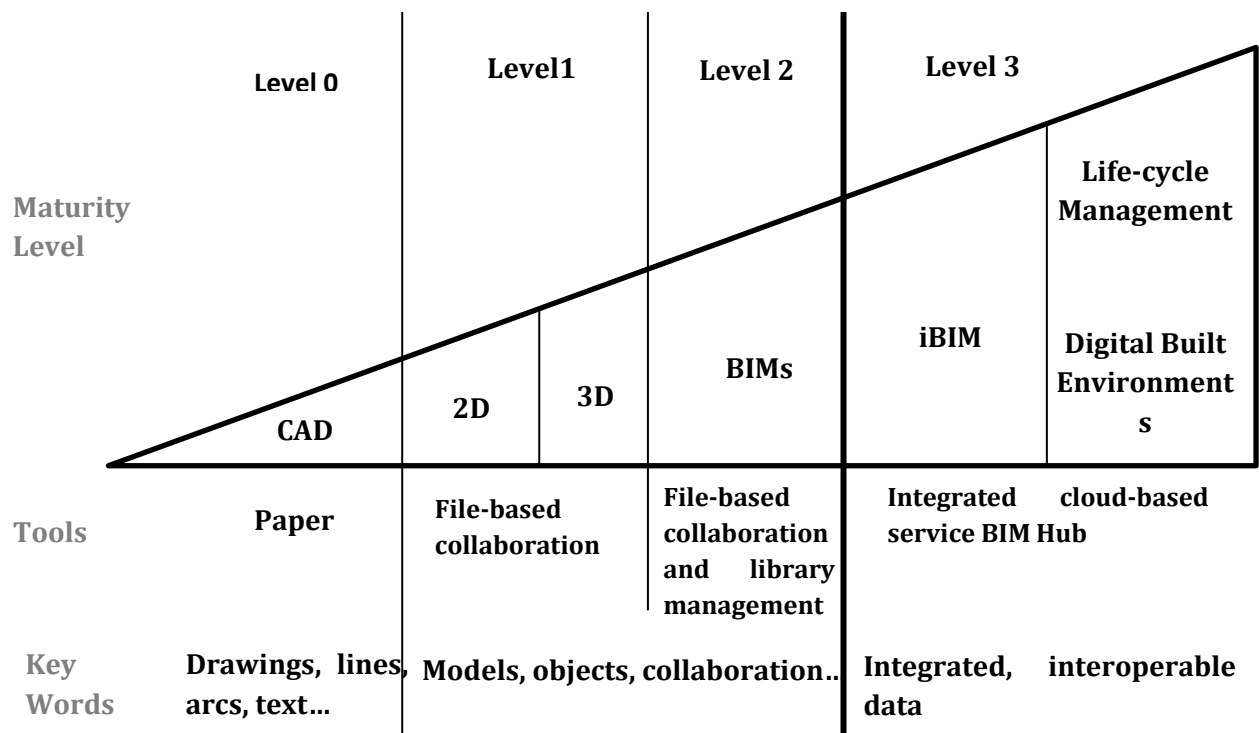 Level 0
Level1
Level 2
Level 3
Maturity
Level
Life-cycle
Management
CAD
2D
3D
BIMs
iBIM
Digital Built
Environment
s
Tools
Paper
File-based
collaboration
File-based
collaboration
and library
management
Integrated cloud-based
service BIM Hub
Key
Words
Drawings, lines,
arcs, text…
Models, objects, collaboration…
Integrated, interoperable
data